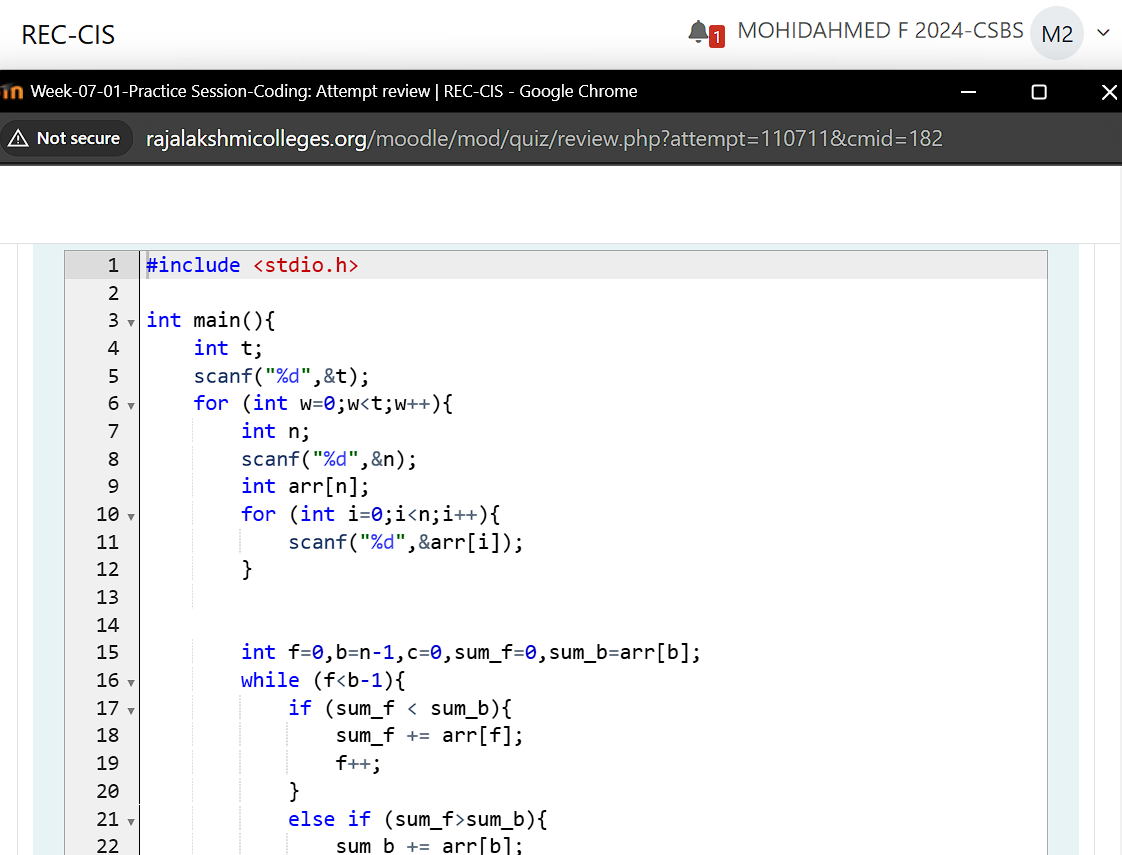 REC-CIS
1 MOHIDAHMED F 2024-CSBS M2
Week-07-01-Practice Session-Coding: Attempt review | REC-CIS - Google Chrome
Not secure rajalakshmicolleges.org/moodle/mod/quiz/review.php?attempt=110711&cmid=182
1 #include <stdio.h>
2
3 int main(){
4     int t;
5     scanf("%d",&t);
6     for (int w=0;w<t;w++){
7         int n;
8         scanf("%d",&n);
9         int arr[n];
10         for (int i=0;i<n;i++){
11             scanf("%d",&arr[i]);
12         }
13
14
15         int f=0,b=n-1,c=0,sum_f=0,sum_b=arr[b];
16         while (f<b-1){
17             if (sum_f < sum_b){
18                 sum_f += arr[f];
19                 f++;
20             }
21             else if (sum_f>sum_b){
22                 sum_b += arr[b];